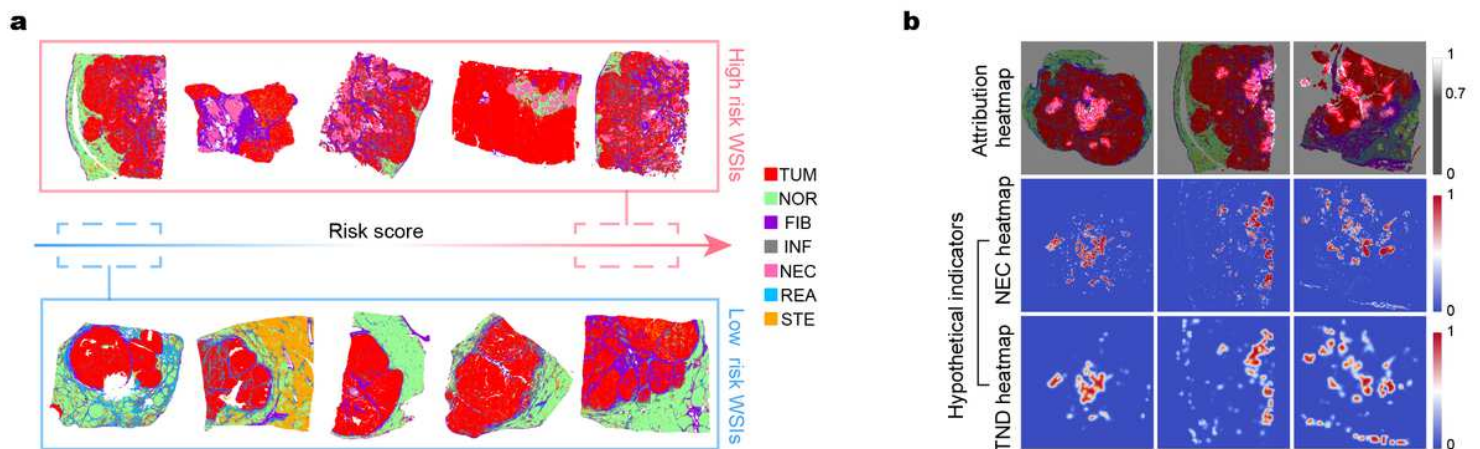 a
High risk WSIs
Risk score
Low risk WSIs
TUM
NOR
FIB
INF
NEC
REA
STE
b
Attribution
heatmap
1
0.7
0
Hypothetical indicators
NEC heatmap
1
0
TND heatmap
1
0